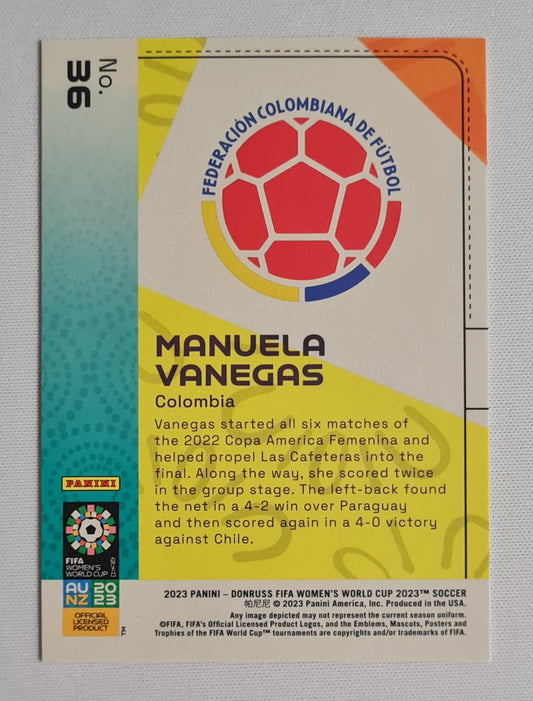 No. 36
FEDERACIÓN COLOMBIANA DE FÚTBOL
MANUELA
VANEGAS
Colombia
Vanegas started all six matches of
the 2022 Copa America Femenina and
helped propel Las Cafeteras into the
final. Along the way, she scored twice
in the group stage. The left-back found
the net in a 4-2 win over Paraguay
and then scored again in a 4-0 victory
against Chile.
PANINI
FIFA
WOMEN'S
WORLD CUP
AU 20
NZ 23
OFFICIAL
LICENSED
PRODUCT
TM
2023 PANINI – DONRUSS FIFA WOMEN'S WORLD CUP 2023™ SOCCER
帕尼尼 © 2023 Panini America, Inc. Produced in the USA.
Any image depicted may not represent the current season uniform.
©FIFA, FIFA's Official Licensed Product Logos, and the Emblems, Mascots, Posters and
Trophies of the FIFA World Cup™ tournaments are copyrights and/or trademarks of FIFA.